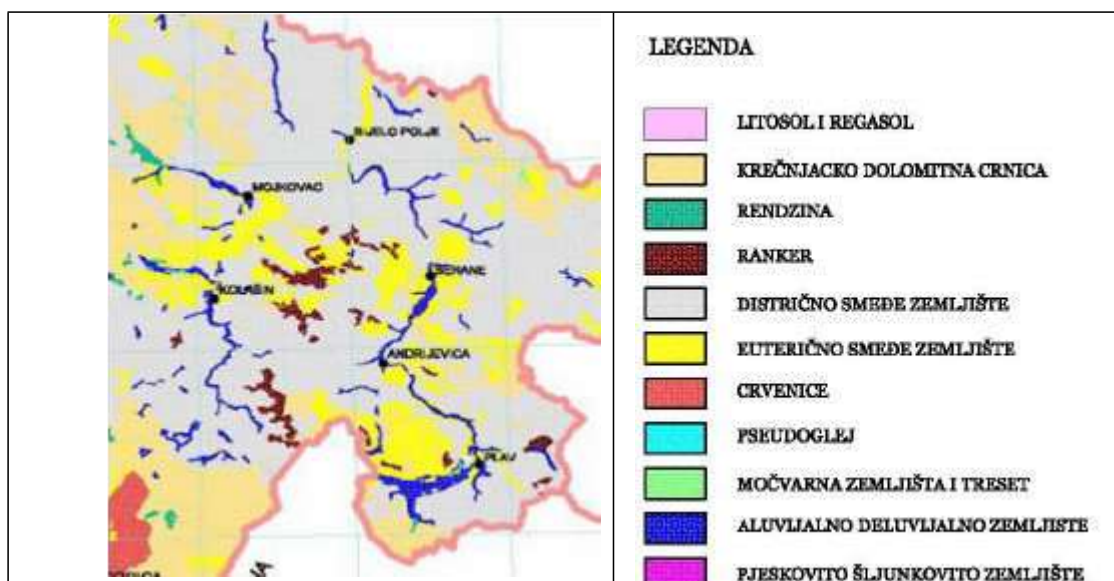 BIJELO POLJE
MOJKOVAC
BERANE
KOLAŠIN
ANDRIJEVICA
PLAV
LEGENDA
LITOSOL I REGASOL
KREČNJACKO DOLOMITNA CRNICA
RENDZINA
RANKER
DISTRIČNO SMEĐE ZEMLJIŠTE
EUTERIČNO SMEĐE ZEMLJIŠTE
CRVENICE
PSEUDOGLEJ
MOČVARNA ZEMLJIŠTA I TRESET
ALUVIJALNO DELUVIJALNO ZEMLJISTE
PJESKOVITO ŠLJUNKOVITO ZEMLJIŠTE